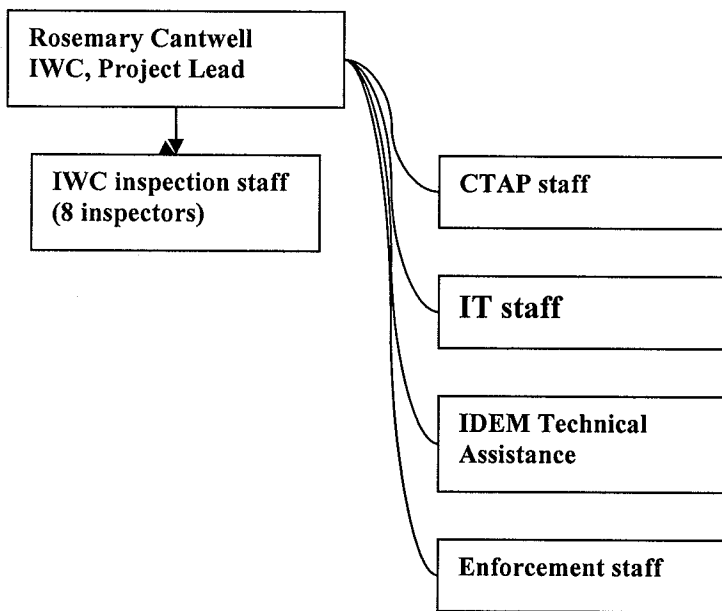 Rosemary Cantwell
IWC, Project Lead
IWC inspection staff
(8 inspectors)
CTAP staff
IT staff
IDEM Technical
Assistance
Enforcement staff